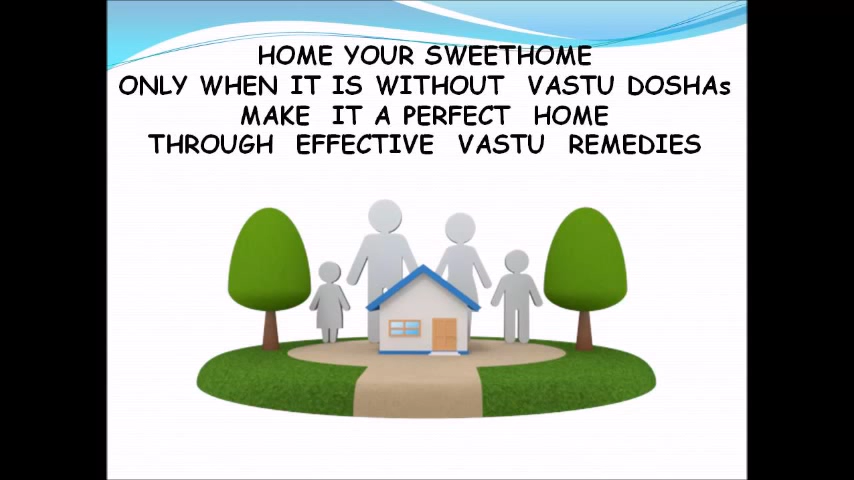 HOME YOUR SWEETHOME
ONLY WHEN IT IS WITHOUT VASTU DOSHAs
MAKE IT A PERFECT HOME
THROUGH EFFECTIVE VASTU REMEDIES